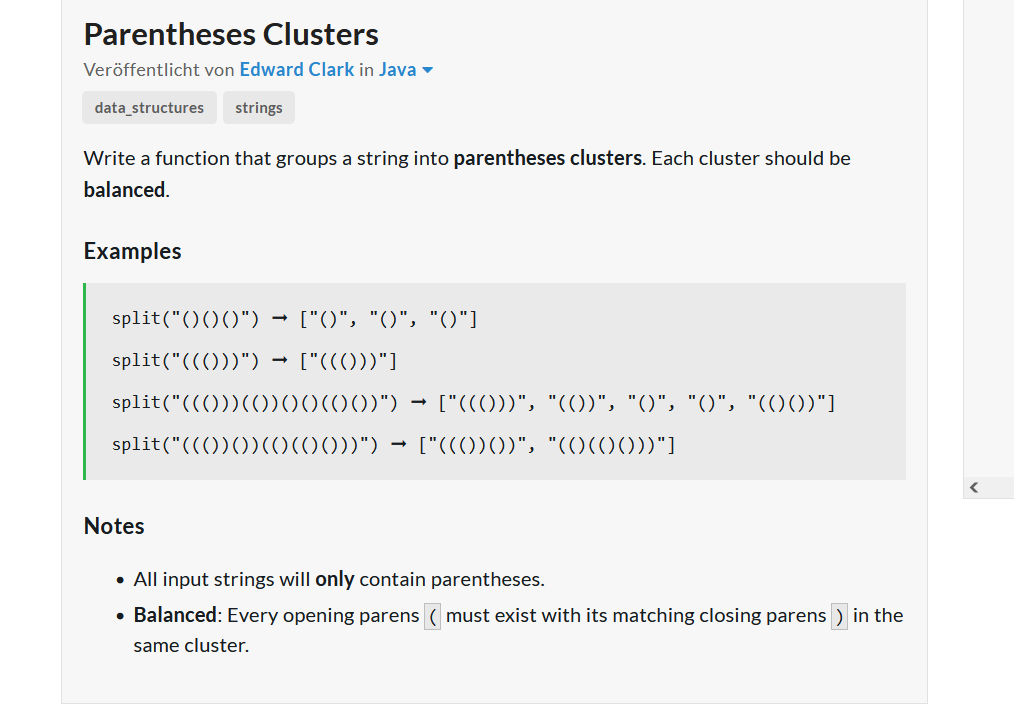 Parentheses Clusters
Veröffentlicht von Edward Clark in Java
data_structures strings
Write a function that groups a string into parentheses clusters. Each cluster should be
balanced.
Examples
split("()()()") ➞ ["()", "()", "()"]
split("((()))") ➞ ["((()))"]
split("((()))(())()()(()())") ➞ ["((()))", "(())", "()", "()", "(()())"]
split("((())())(()(()()))") ➞ ["((())())", "(()(()()))"]
Notes
• All input strings will only contain parentheses.
• Balanced: Every opening parens ( must exist with its matching closing parens ) in the
same cluster.